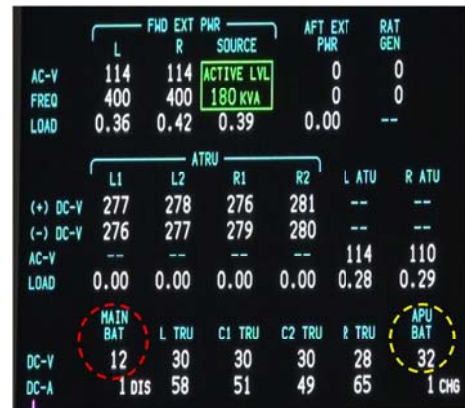 FWD EXT PWR AFT EXT RAT
L R SOURCE PWR GEN
AC-V 114 114 ACTIVE LVL 0 0
FREQ 400 400 180 KVA 0 0
LOAD 0.36 0.42 0.39 0.00 --
ATRU
L1 L2 R1 R2 L ATU R ATU
(+) DC-V 277 278 276 281 -- --
(-) DC-V 276 277 279 280 -- --
AC-V -- -- -- -- 114 110
LOAD 0.00 0.00 0.00 0.00 0.28 0.29
MAIN APU
BAT L TRU C1 TRU C2 TRU R TRU BAT
DC-V 12 30 30 30 28 32
DC-A 1 DIS 58 51 49 65 1 CHG